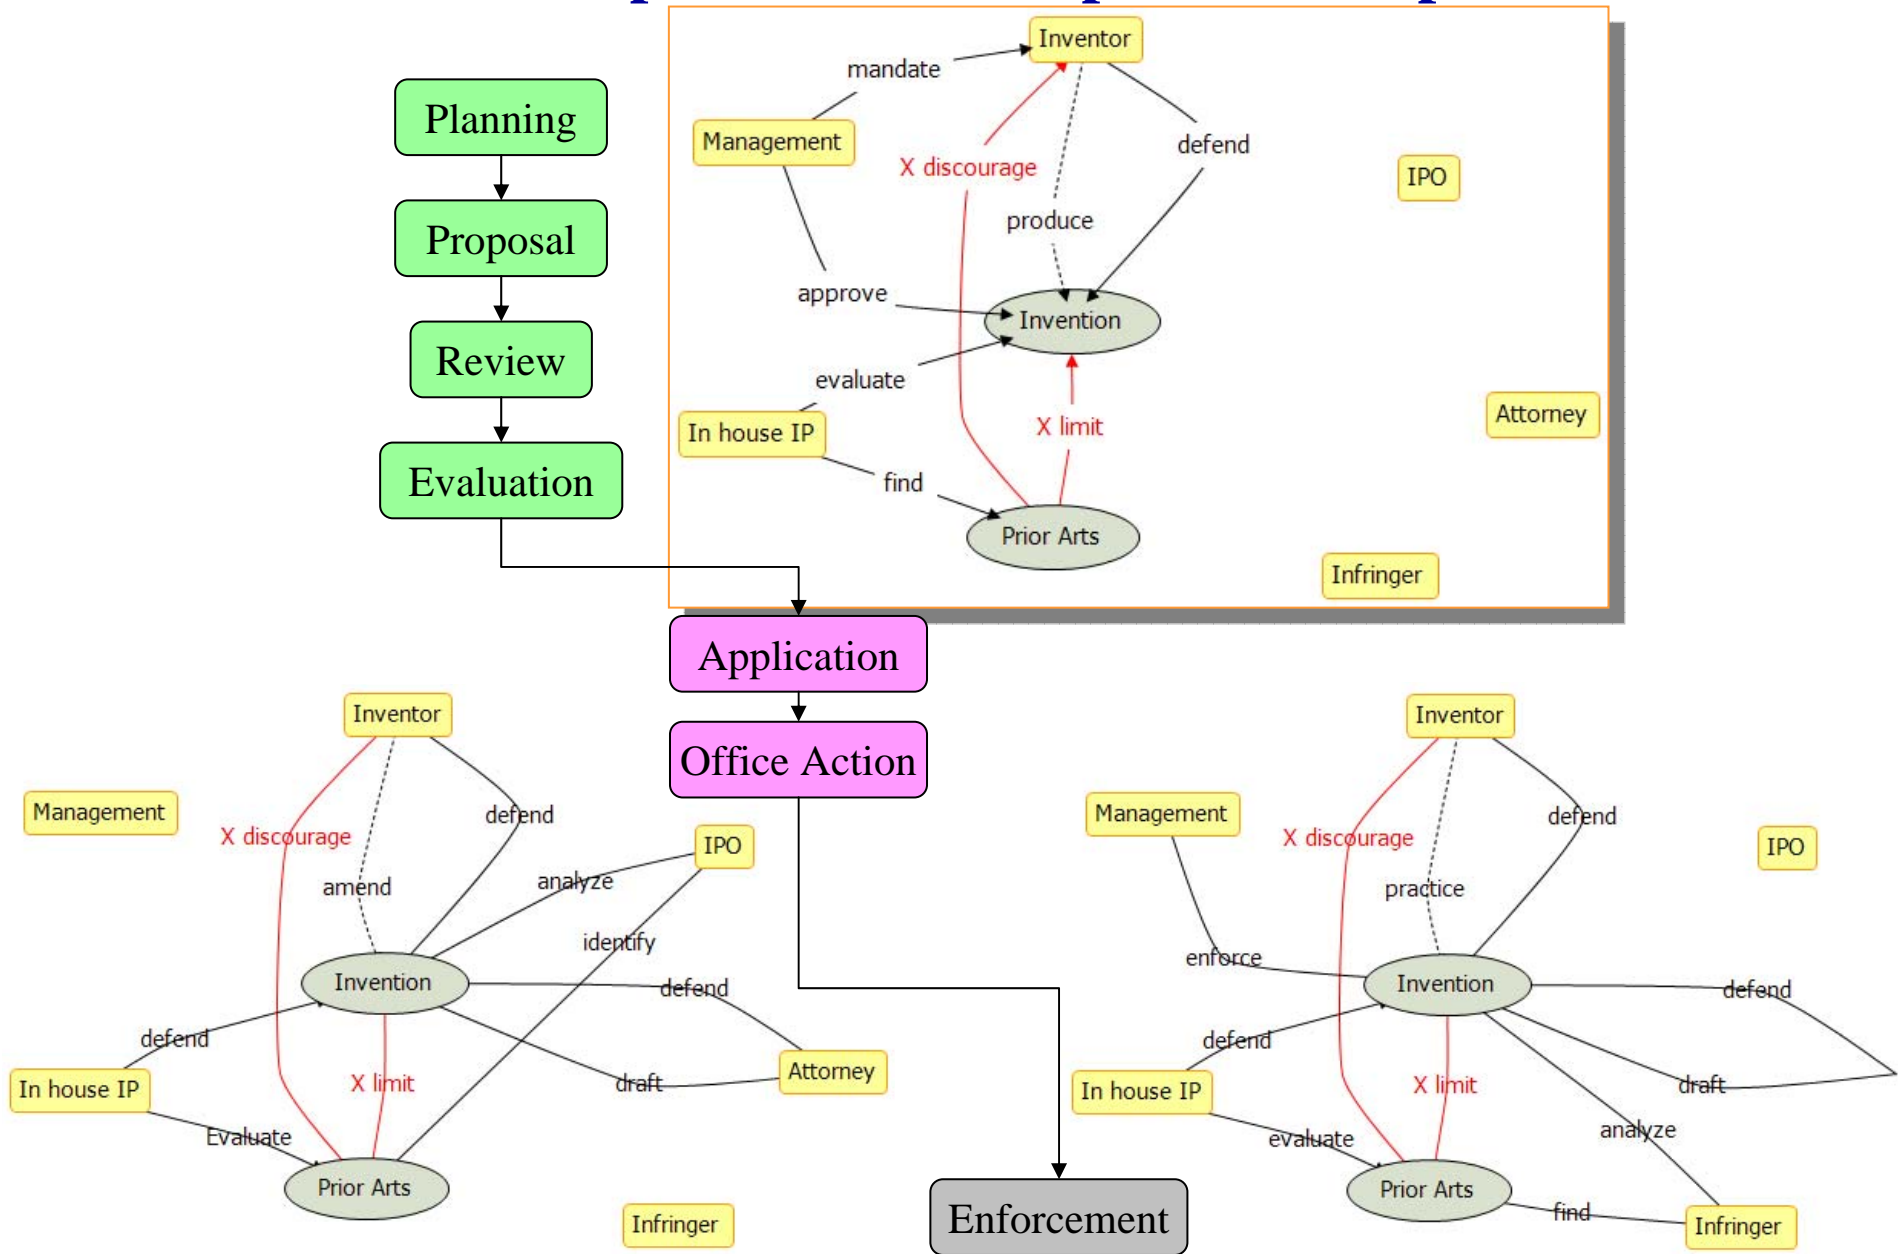 Planning
Proposal
Review
Evaluation
Inventor
mandate
Management
defend
X discourage
IPO
produce
approve
Invention
evaluate
In house IP
X limit
Attorney
find
Prior Arts
Infringer
Application
Office Action
Enforcement
Inventor
Management
X discourage
defend
IPO
amend
analyze
identify
Invention
defend
defend
In house IP
X limit
draft
Attorney
Evaluate
Prior Arts
Infringer
Inventor
Management
X discourage
defend
IPO
practice
enforce
Invention
defend
defend
In house IP
X limit
draft
evaluate
analyze
Prior Arts
find
Infringer